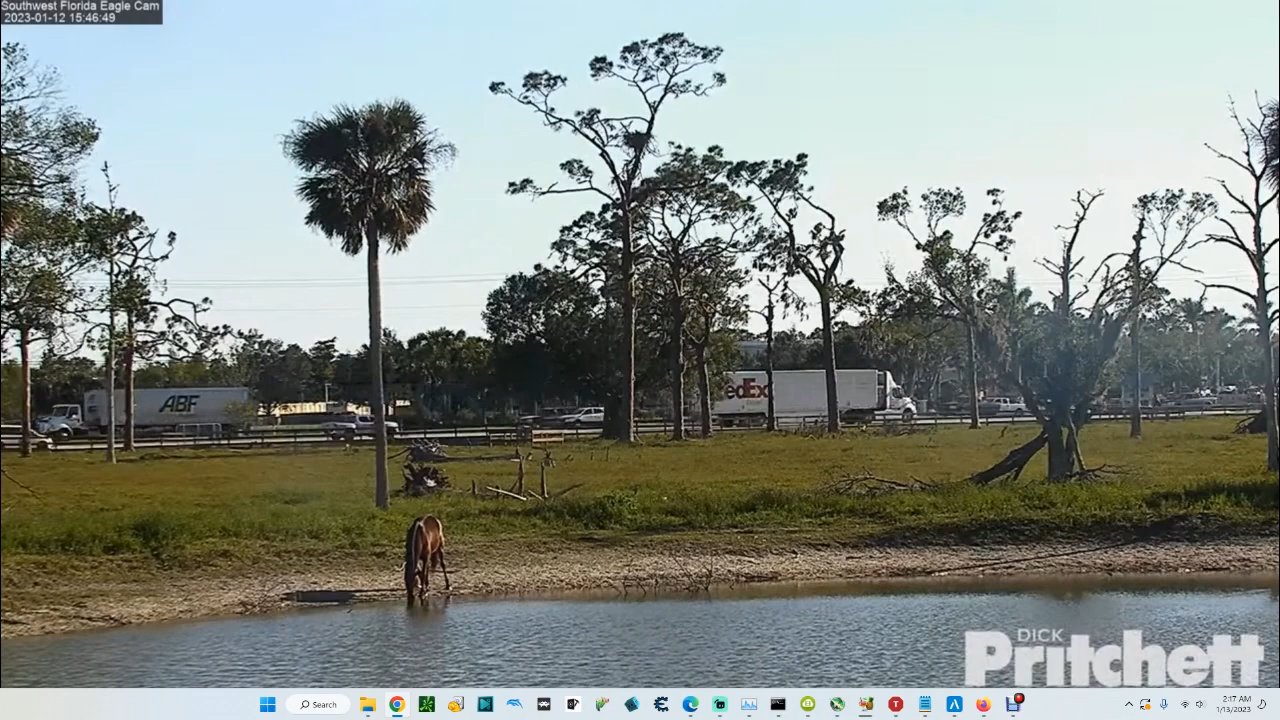 Southwest Florida Eagle Cam
2023-01-12 15:46:49
ABF
edEx
DICK
Pritchett
Search
2:17 AM
1/13/2023